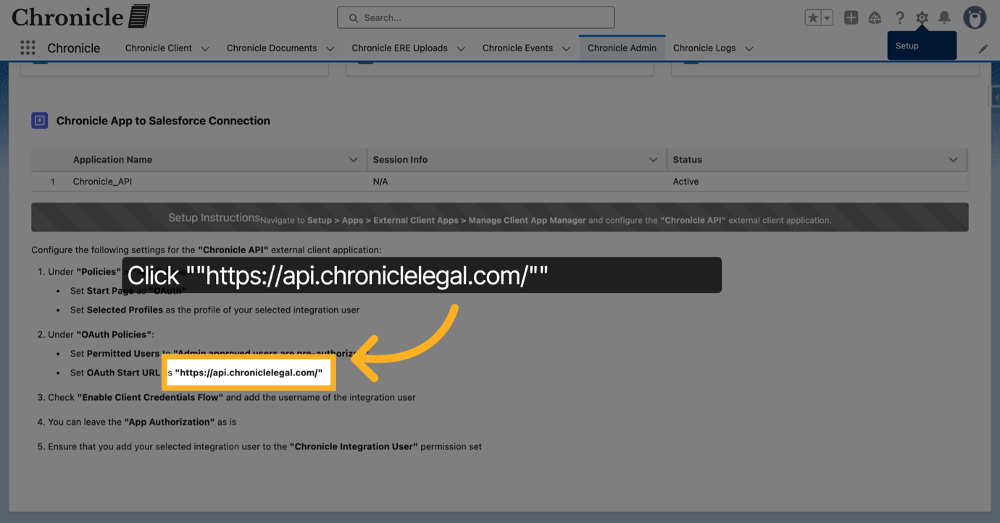 Chronicle
Search...
Chronicle
Chronicle Client
Chronicle Documents
Chronicle ERE Uploads
Chronicle Events
Chronicle Admin
Chronicle Logs
Setup
Chronicle App to Salesforce Connection
Application Name
Session Info
Status
1 Chronicle_API
N/A
Active
Setup Instructions Navigate to Setup > Apps > External Client Apps > Manage Client App Manager and configure the "Chronicle API" external client application.
Configure the following settings for the "Chronicle API" external client application:
1. Under "Policies" >
Click ""https://api.chroniclelegal.com/""
• Set Start Page as "OAuth"
• Set Selected Profiles as the profile of your selected integration user
2. Under "OAuth Policies":
• Set Permitted Users to "Admin approved users are pre-authorized"
• Set OAuth Start URL as "https://api.chroniclelegal.com/"
3. Check "Enable Client Credentials Flow" and add the username of the integration user
4. You can leave the "App Authorization" as is
5. Ensure that you add your selected integration user to the "Chronicle Integration User" permission set